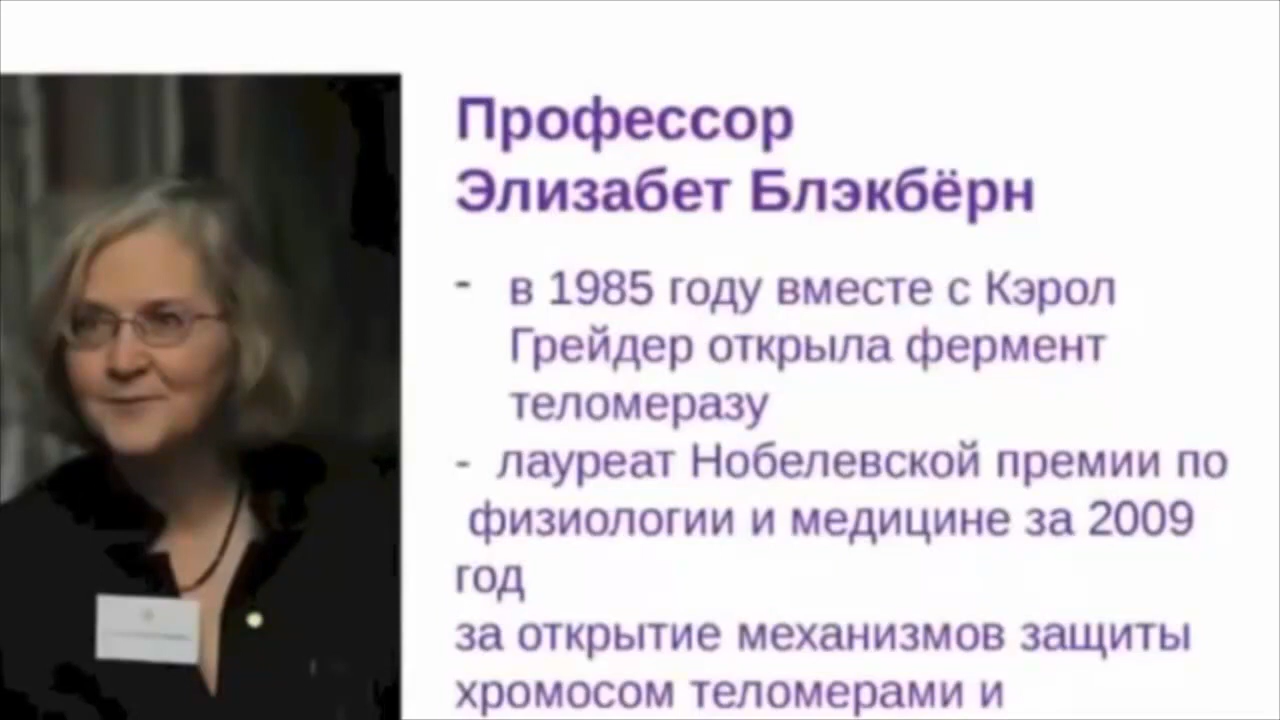 Профессор
Элизабет Блэкбёрн
- в 1985 году вместе с Кэрол
Грейдер открыла фермент
теломеразу
- лауреат Нобелевской премии по
физиологии и медицине за 2009
год
за открытие механизмов защиты
хромосом теломерами и